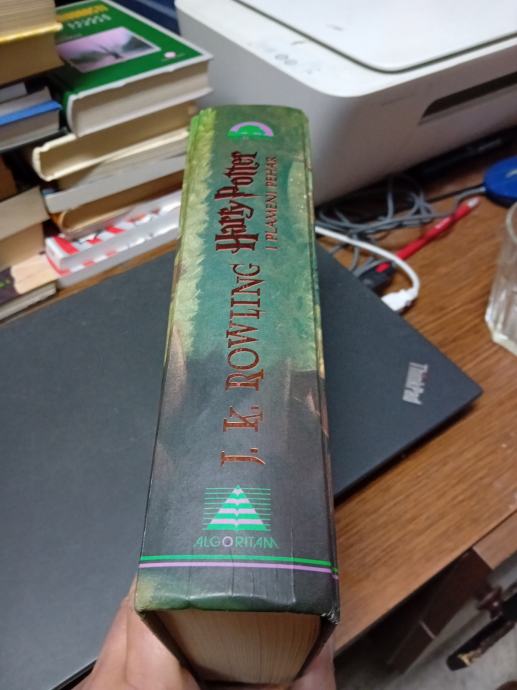 J. K. ROWLING
Harry Potter
I PLAMENI PEHAR
ALGORITAM
ThinkPad